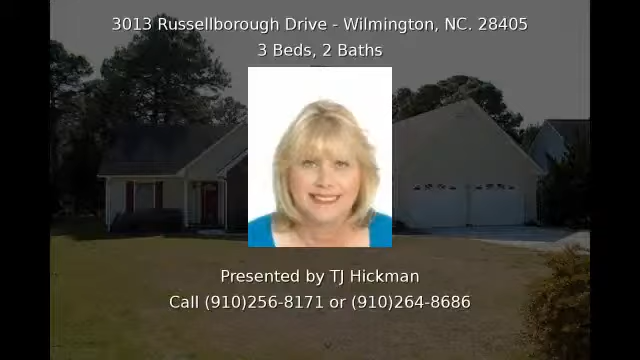 3013 Russellborough Drive - Wilmington, NC. 28405
3 Beds, 2 Baths
Presented by TJ Hickman
Call (910)256-8171 or (910)264-8686